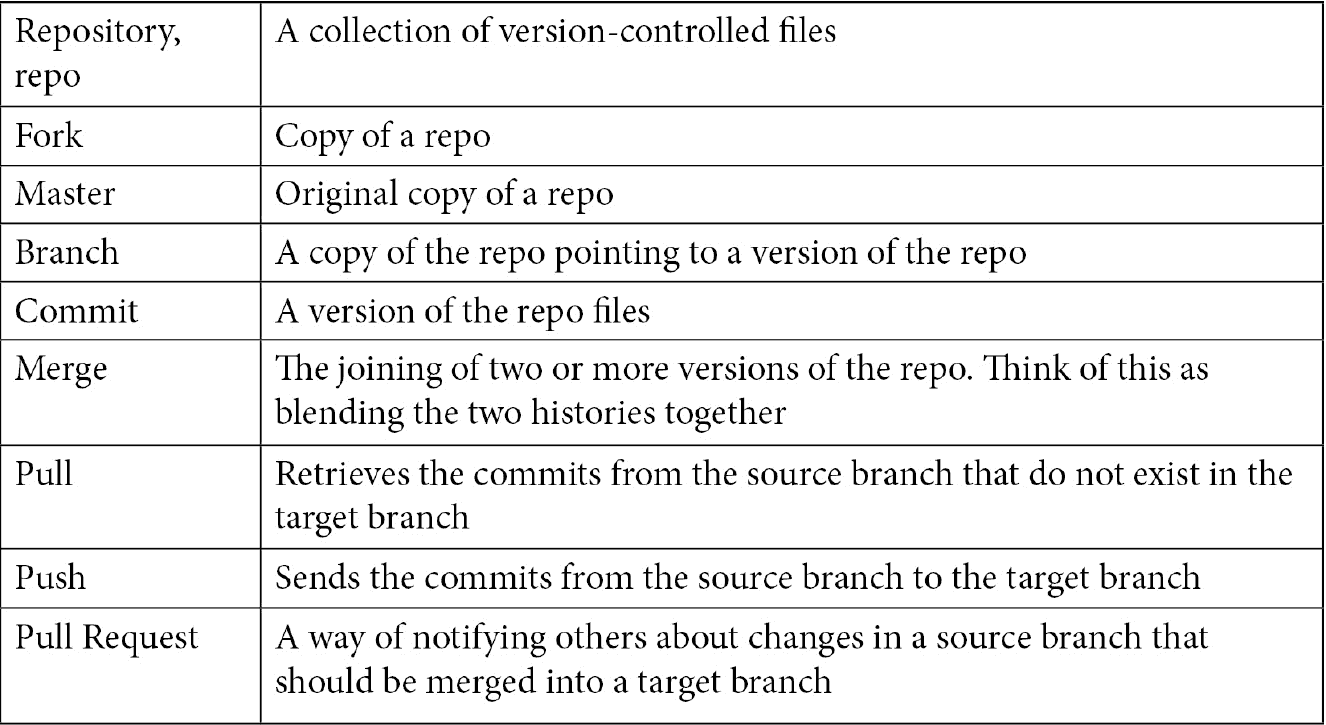 Repository,
repo
A collection of version-controlled files
Fork
Copy of a repo
Master
Original copy of a repo
Branch
A copy of the repo pointing to a version of the repo
Commit
A version of the repo files
Merge
The joining of two or more versions of the repo. Think of this as
blending the two histories together
Pull
Retrieves the commits from the source branch that do not exist in the
target branch
Push
Sends the commits from the source branch to the target branch
Pull Request
A way of notifying others about changes in a source branch that
should be merged into a target branch